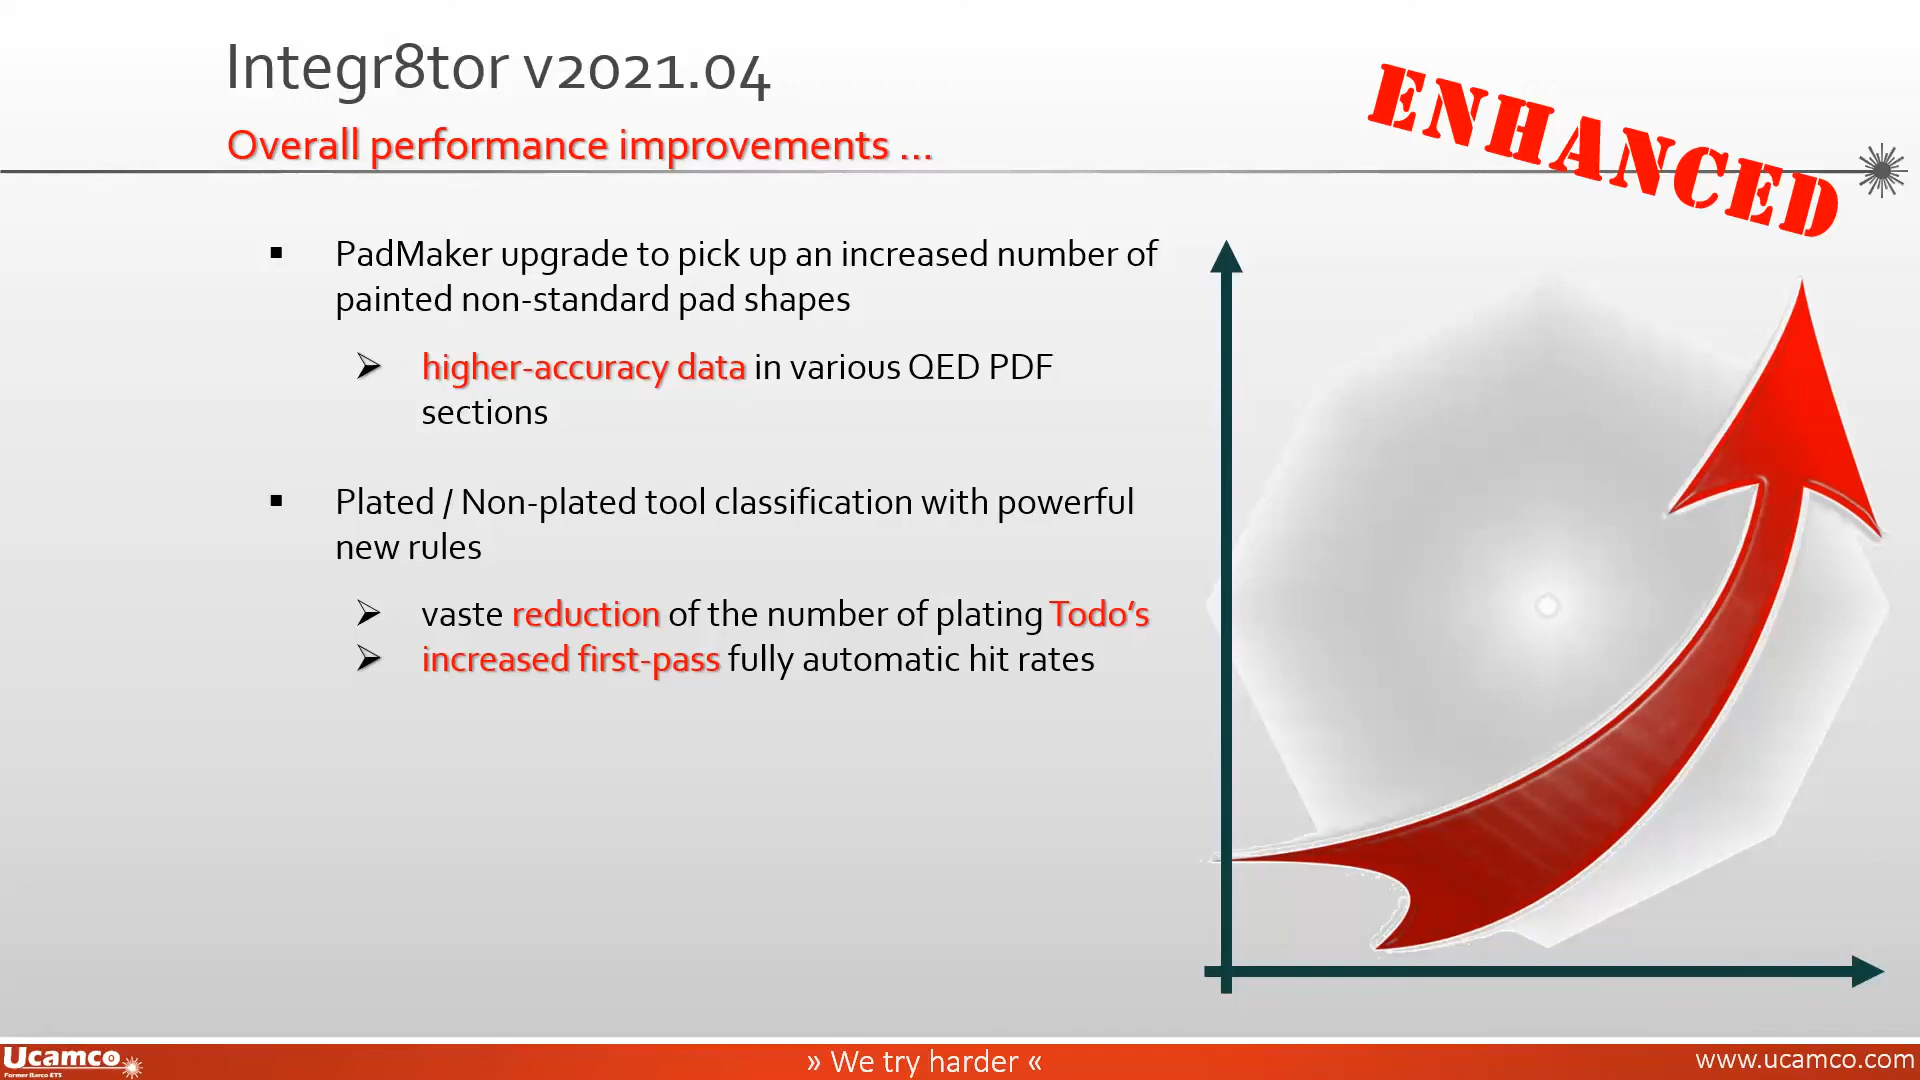 Integr8tor v2021.04
Overall performance improvements ...
ENHANCED
▪ PadMaker upgrade to pick up an increased number of
painted non-standard pad shapes
➢ higher-accuracy data in various QED PDF
sections
▪ Plated / Non-plated tool classification with powerful
new rules
➢ vaste reduction of the number of plating Todo's
➢ increased first-pass fully automatic hit rates
Ucamco
Former Barco ETS
» We try harder «
www.ucamco.com